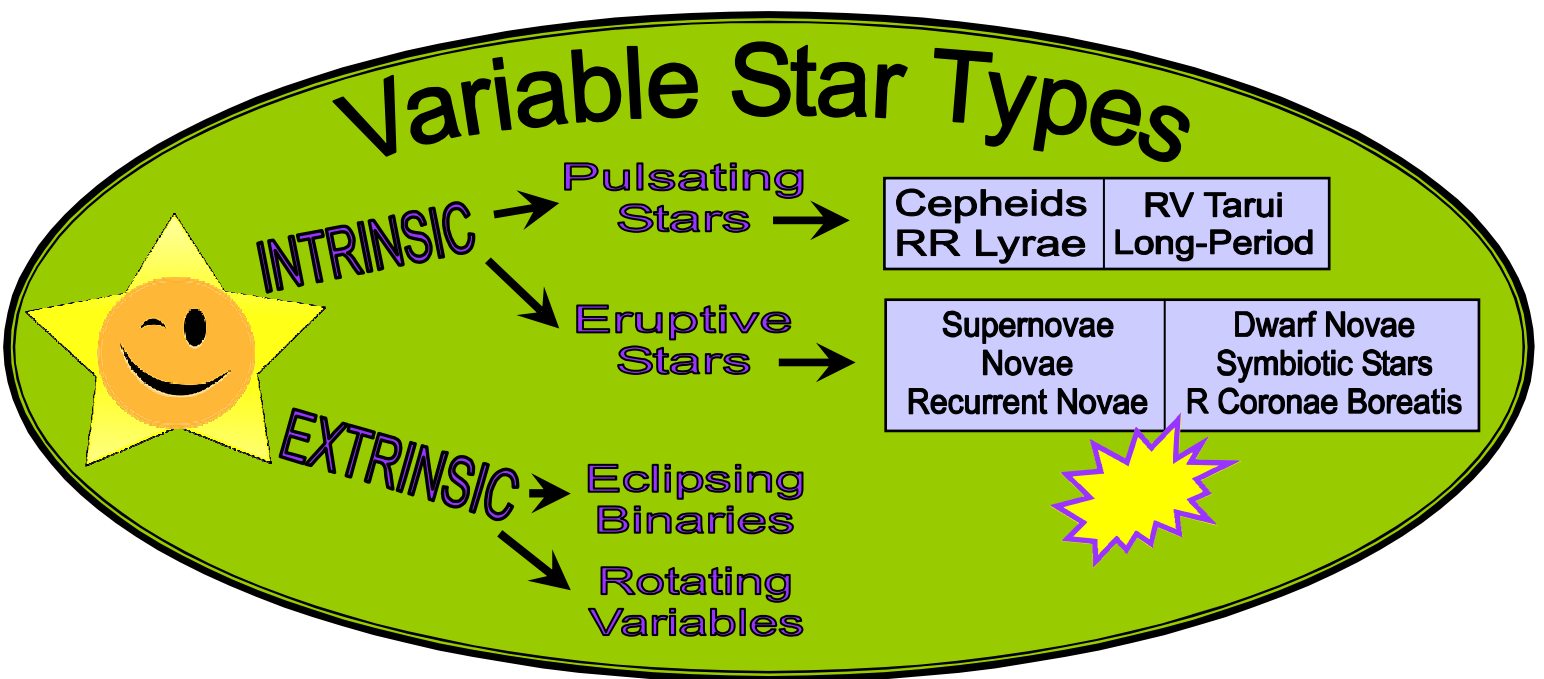 Variable Star Types
INTRINSIC
Pulsating
Stars
Cepheids
RR Lyrae
RV Tarui
Long-Period
Eruptive
Stars
Supernovae
Novae
Recurrent Novae
Dwarf Novae
Symbiotic Stars
R Coronae Boreatis
EXTRINSIC
Eclipsing
Binaries
Rotating
Variables